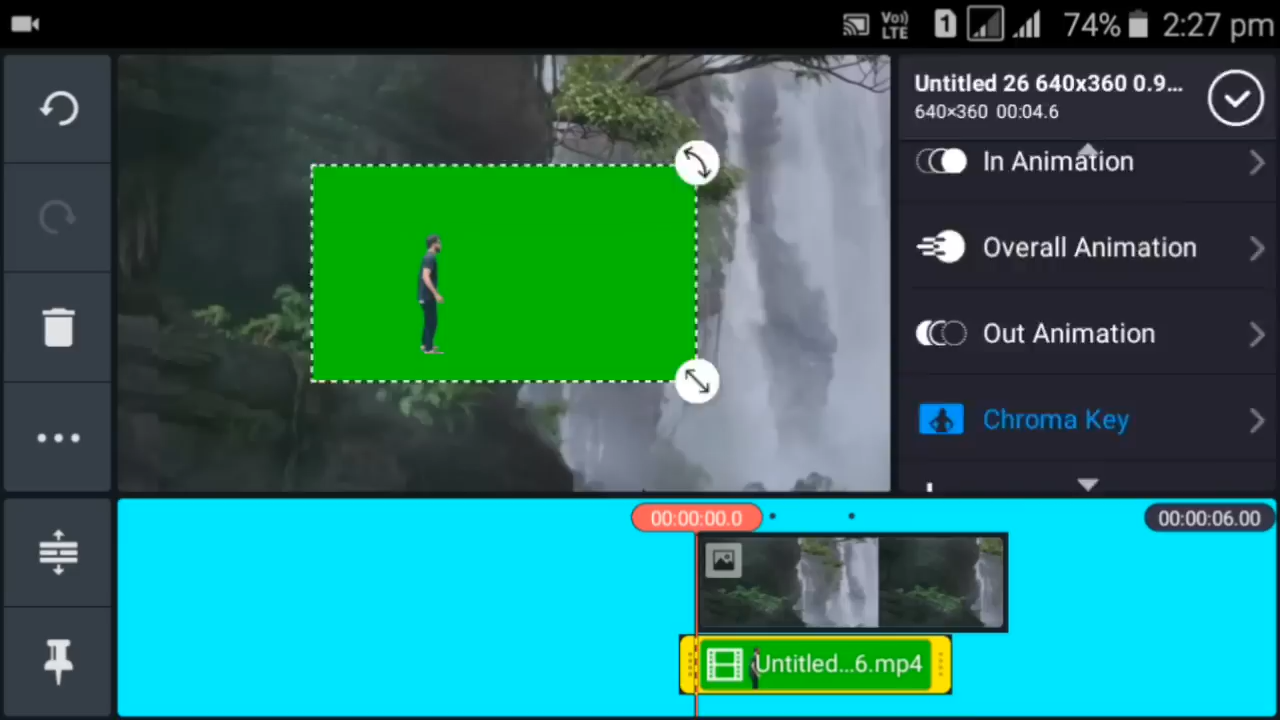 Vo))
LTE
1
74%
2:27 pm
Untitled 26 640x360 0.9...
640×360 00:04.6
In Animation
Overall Animation
Out Animation
Chroma Key
00:00:00.0
00:00:06.00
Untitled...6.mp4